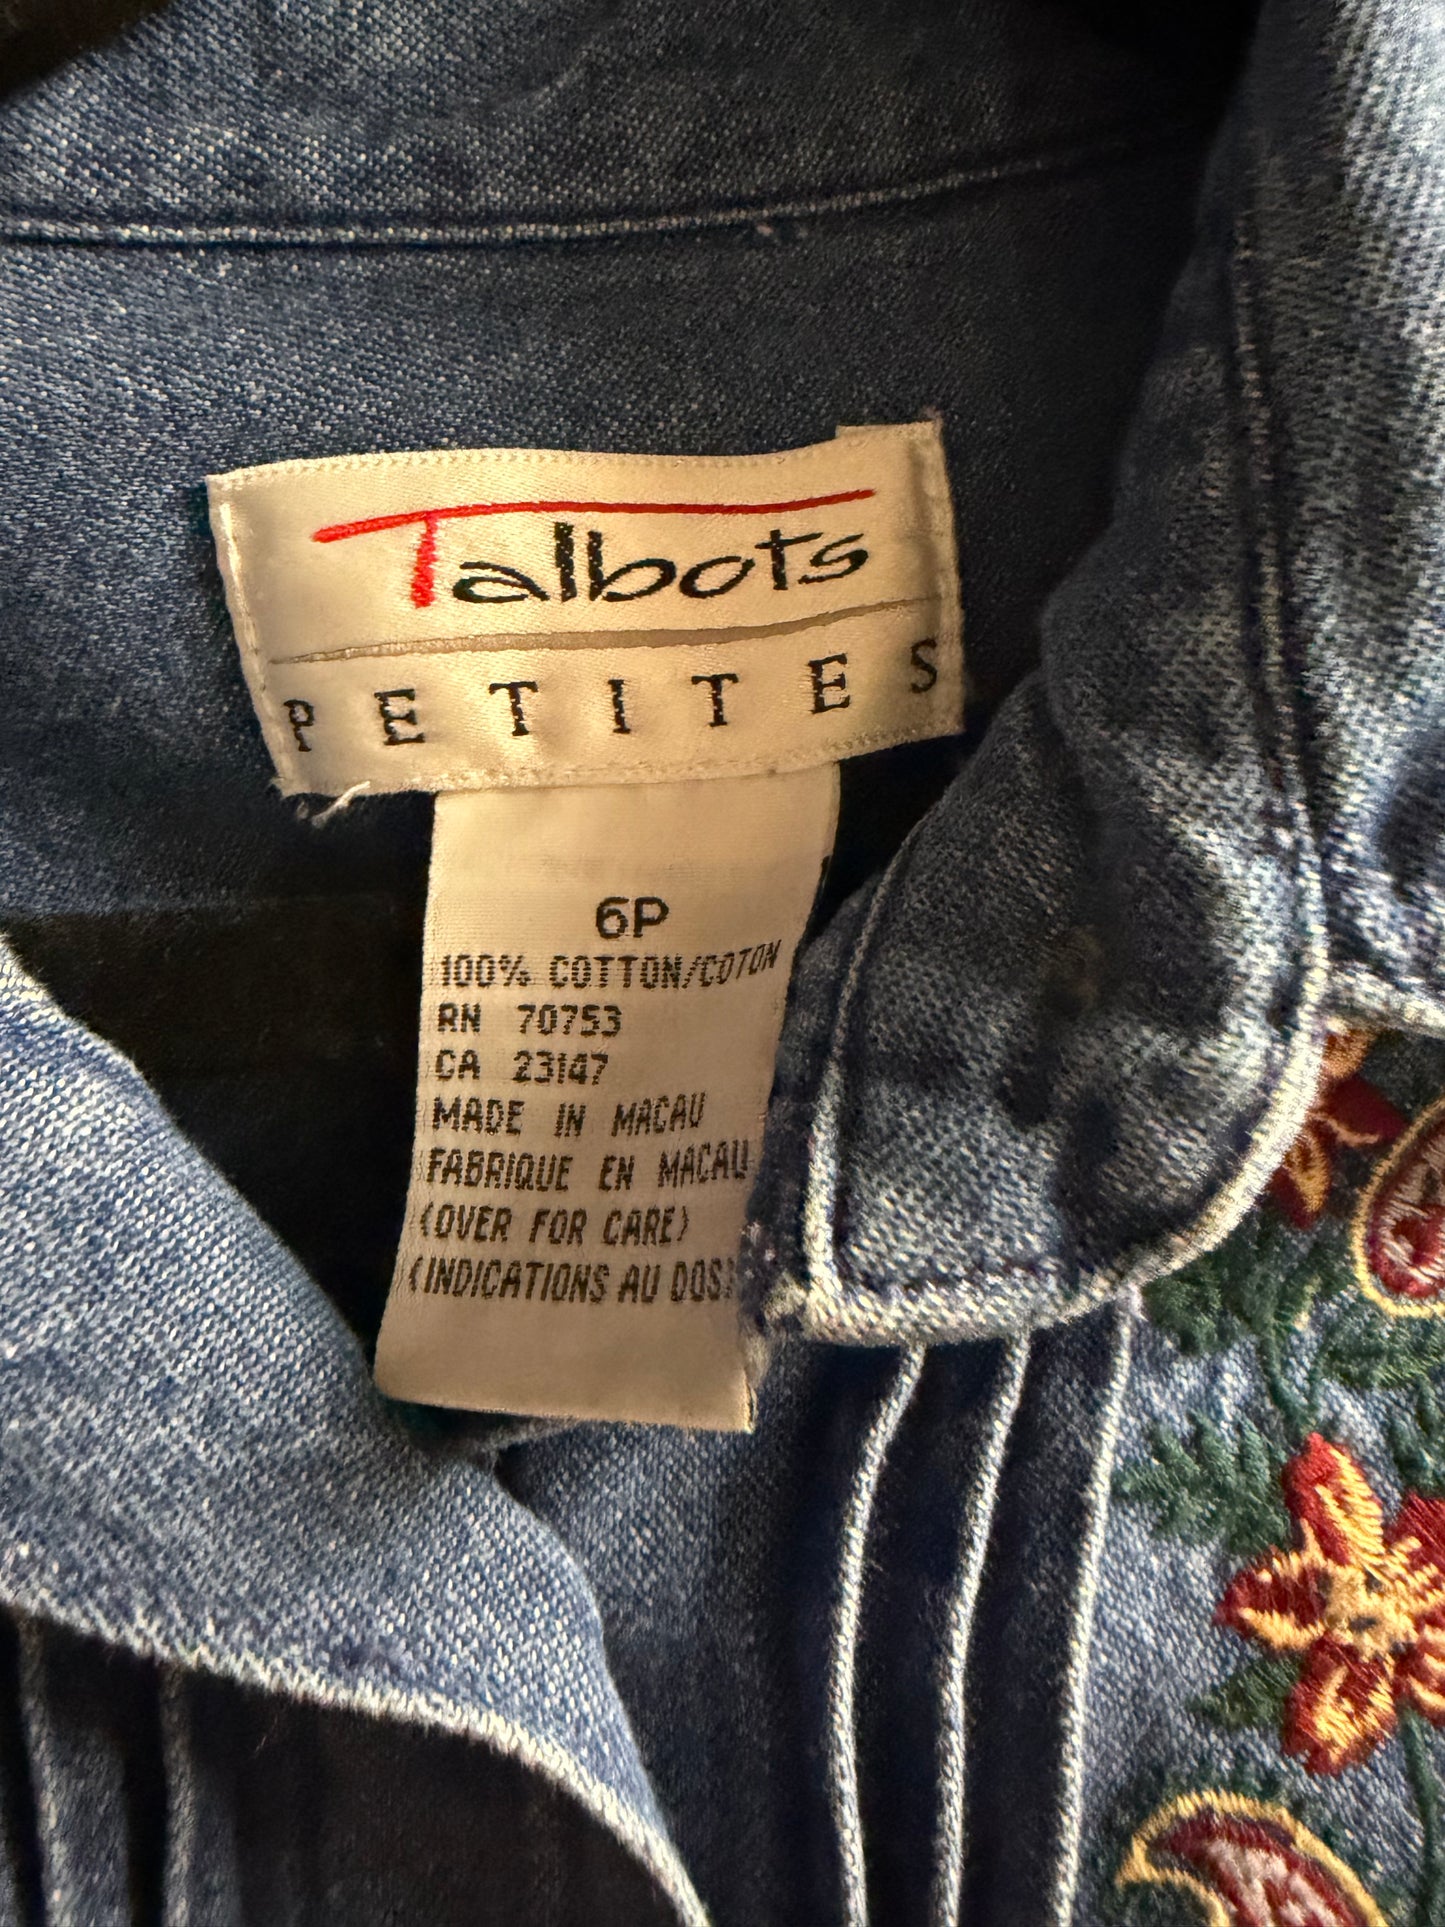 Talbots
PETITES
6P
100% COTTON/COTON
RN 70753
CA 23147
MADE IN MACAU
FABRIQUE EN MACAU
(OVER FOR CARE)
(INDICATIONS AU DOS)